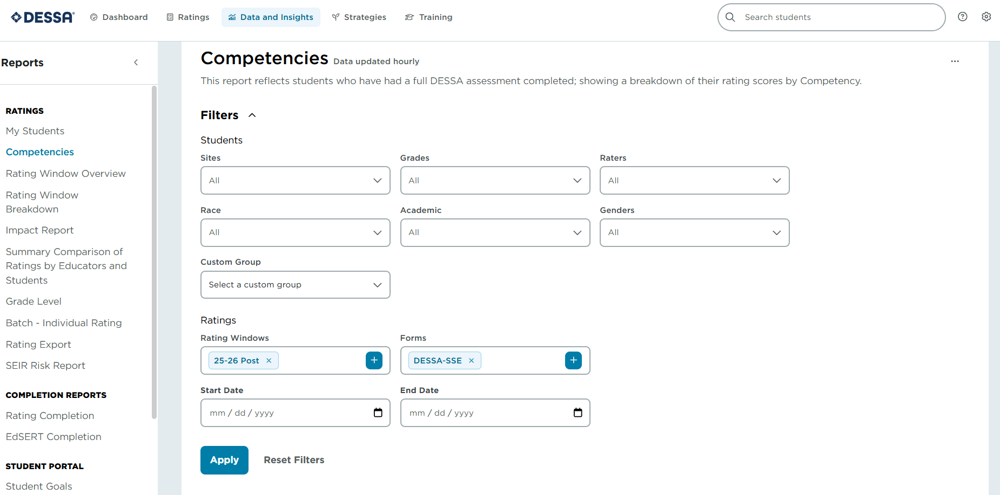 DESSA
Dashboard
Ratings
Data and Insights
Strategies
Training
Search students
Reports
RATINGS
My Students
Competencies
Rating Window Overview
Rating Window
Breakdown
Impact Report
Summary Comparison of
Ratings by Educators and
Students
Grade Level
Batch - Individual Rating
Rating Export
SEIR Risk Report
COMPLETION REPORTS
Rating Completion
EdSERT Completion
STUDENT PORTAL
Student Goals
Competencies Data updated hourly
This report reflects students who have had a full DESSA assessment completed; showing a breakdown of their rating scores by Competency.
Filters
Students
Sites
All
Grades
All
Raters
All
Race
All
Academic
All
Genders
All
Custom Group
Select a custom group
Ratings
Rating Windows
25-26 Post ×
Forms
DESSA-SSE ×
Start Date
mm / dd / yyyy
End Date
mm / dd / yyyy
Apply
Reset Filters